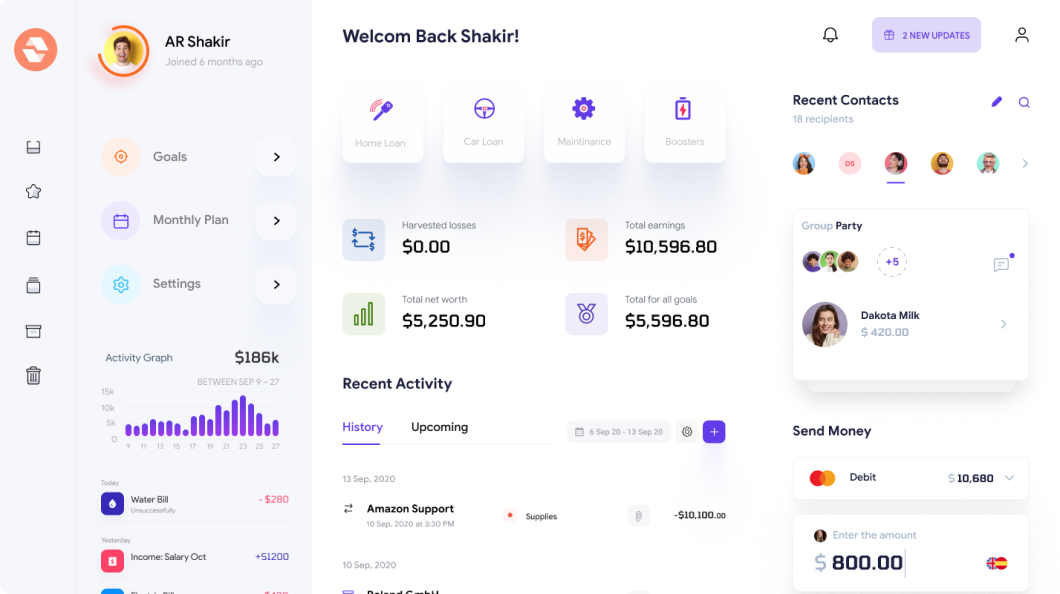 AR Shakir
Joined 6 months ago
Goals
Monthly Plan
Settings
Activity Graph
$186k
BETWEEN SEP 9 – 27
15k
10k
5k
0
9 11 13 15 17 19 21 23 25 27
Today
Water Bill
Unsuccessfully
- $280
Yesterday
Income: Salary Oct
+$1200
Welcom Back Shakir!
2 NEW UPDATES
Home Loan
Car Loan
Maintinance
Boosters
Harvested losses
$0.00
Total earnings
$10,596.80
Total net worth
$5,250.90
Total for all goals
$5,596.80
Recent Activity
History
Upcoming
6 Sep 20 - 13 Sep 20
13 Sep, 2020
Amazon Support
10 Sep, 2020 at 3:30 PM
Supplies
-$10,100.00
10 Sep, 2020
Recent Contacts
18 recipients
DS
Group Party
+5
Dakota Milk
$ 420.00
Send Money
Debit
$ 10,680
Enter the amount
$ 800.00